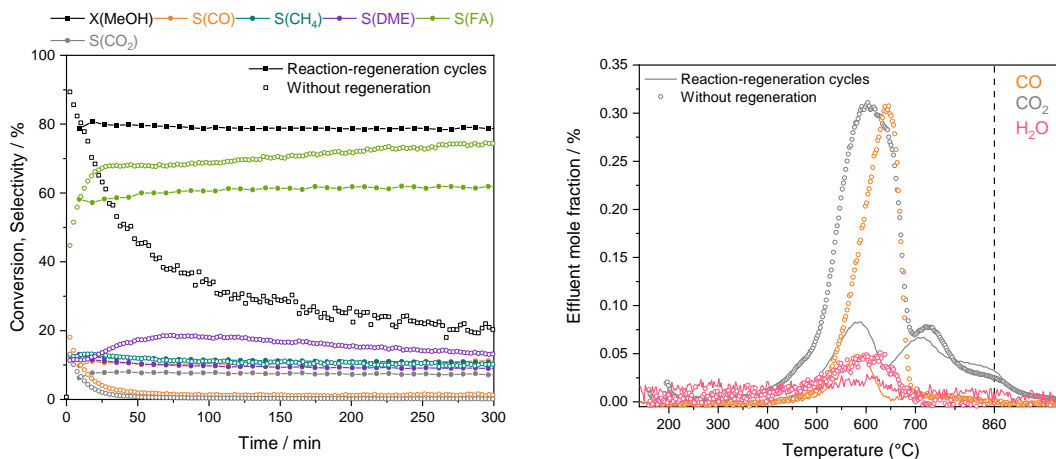 X(MeOH) S(CO) S(CH₄) S(DME) S(FA)
S(CO₂)
100
80
60
40
20
0
Conversion, Selectivity / %
Reaction-regeneration cycles
Without regeneration
0 50 100 150 200 250 300
Time / min
0.35
0.30
0.25
0.20
0.15
0.10
0.05
0.00
Effluent mole fraction / %
Reaction-regeneration cycles
Without regeneration
CO
CO₂
H₂O
200 300 400 500 600 700 860
Temperature (°C)